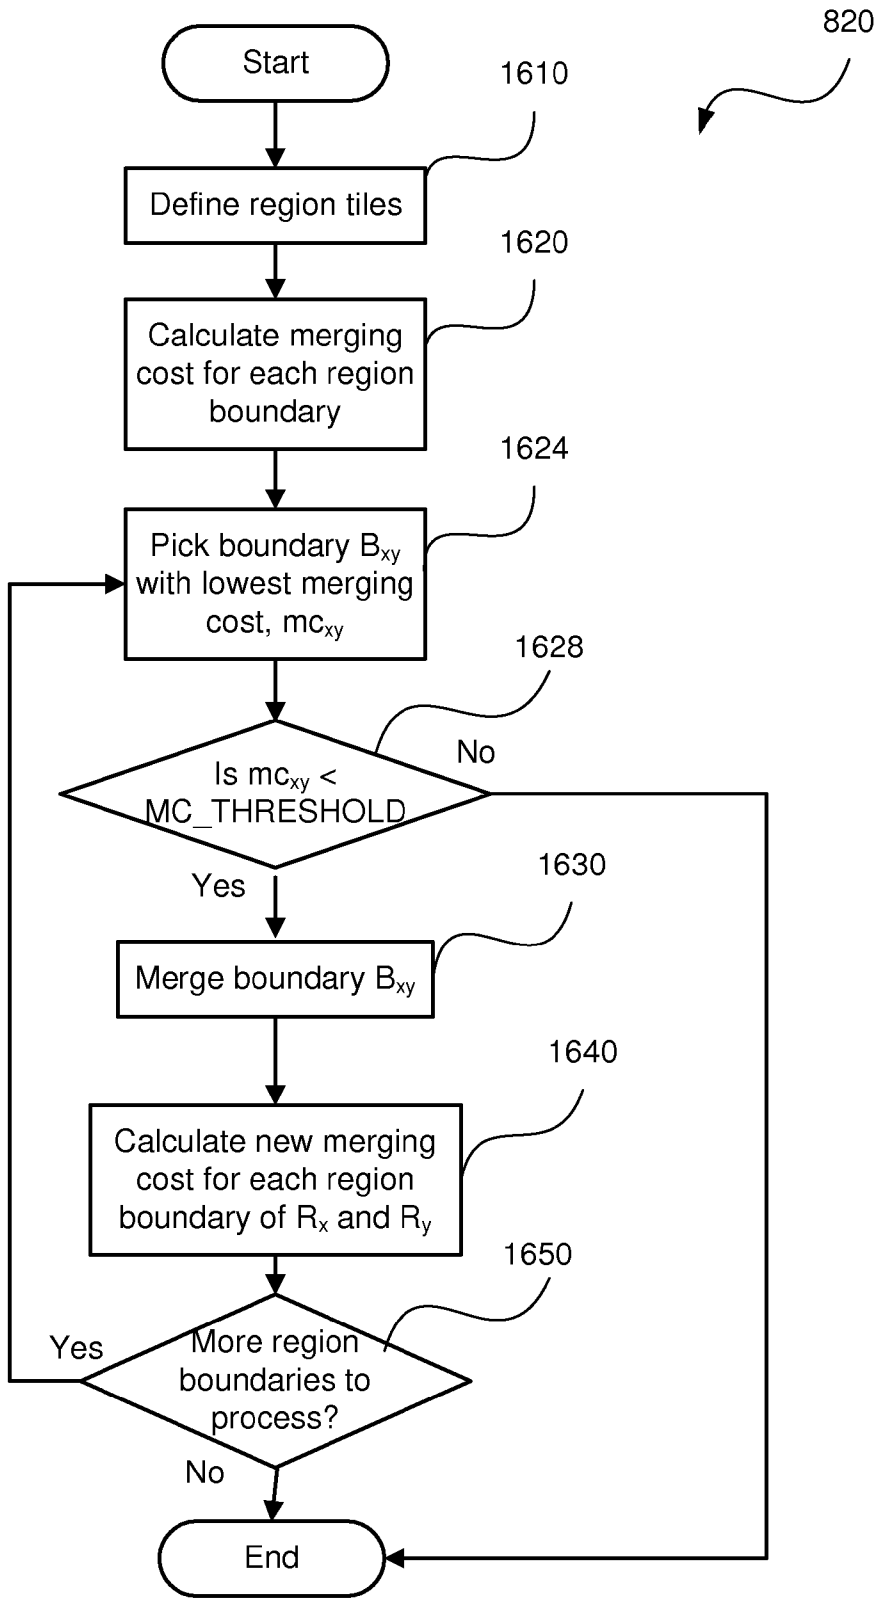 820
Start
1610
Define region tiles
1620
Calculate merging
cost for each region
boundary
1624
Pick boundary Bxy
with lowest merging
cost, mcxy
1628
Is mcxy <
MC_THRESHOLD
No
Yes
1630
Merge boundary Bxy
1640
Calculate new merging
cost for each region
boundary of Rx and Ry
1650
More region
boundaries to
process?
Yes
No
End